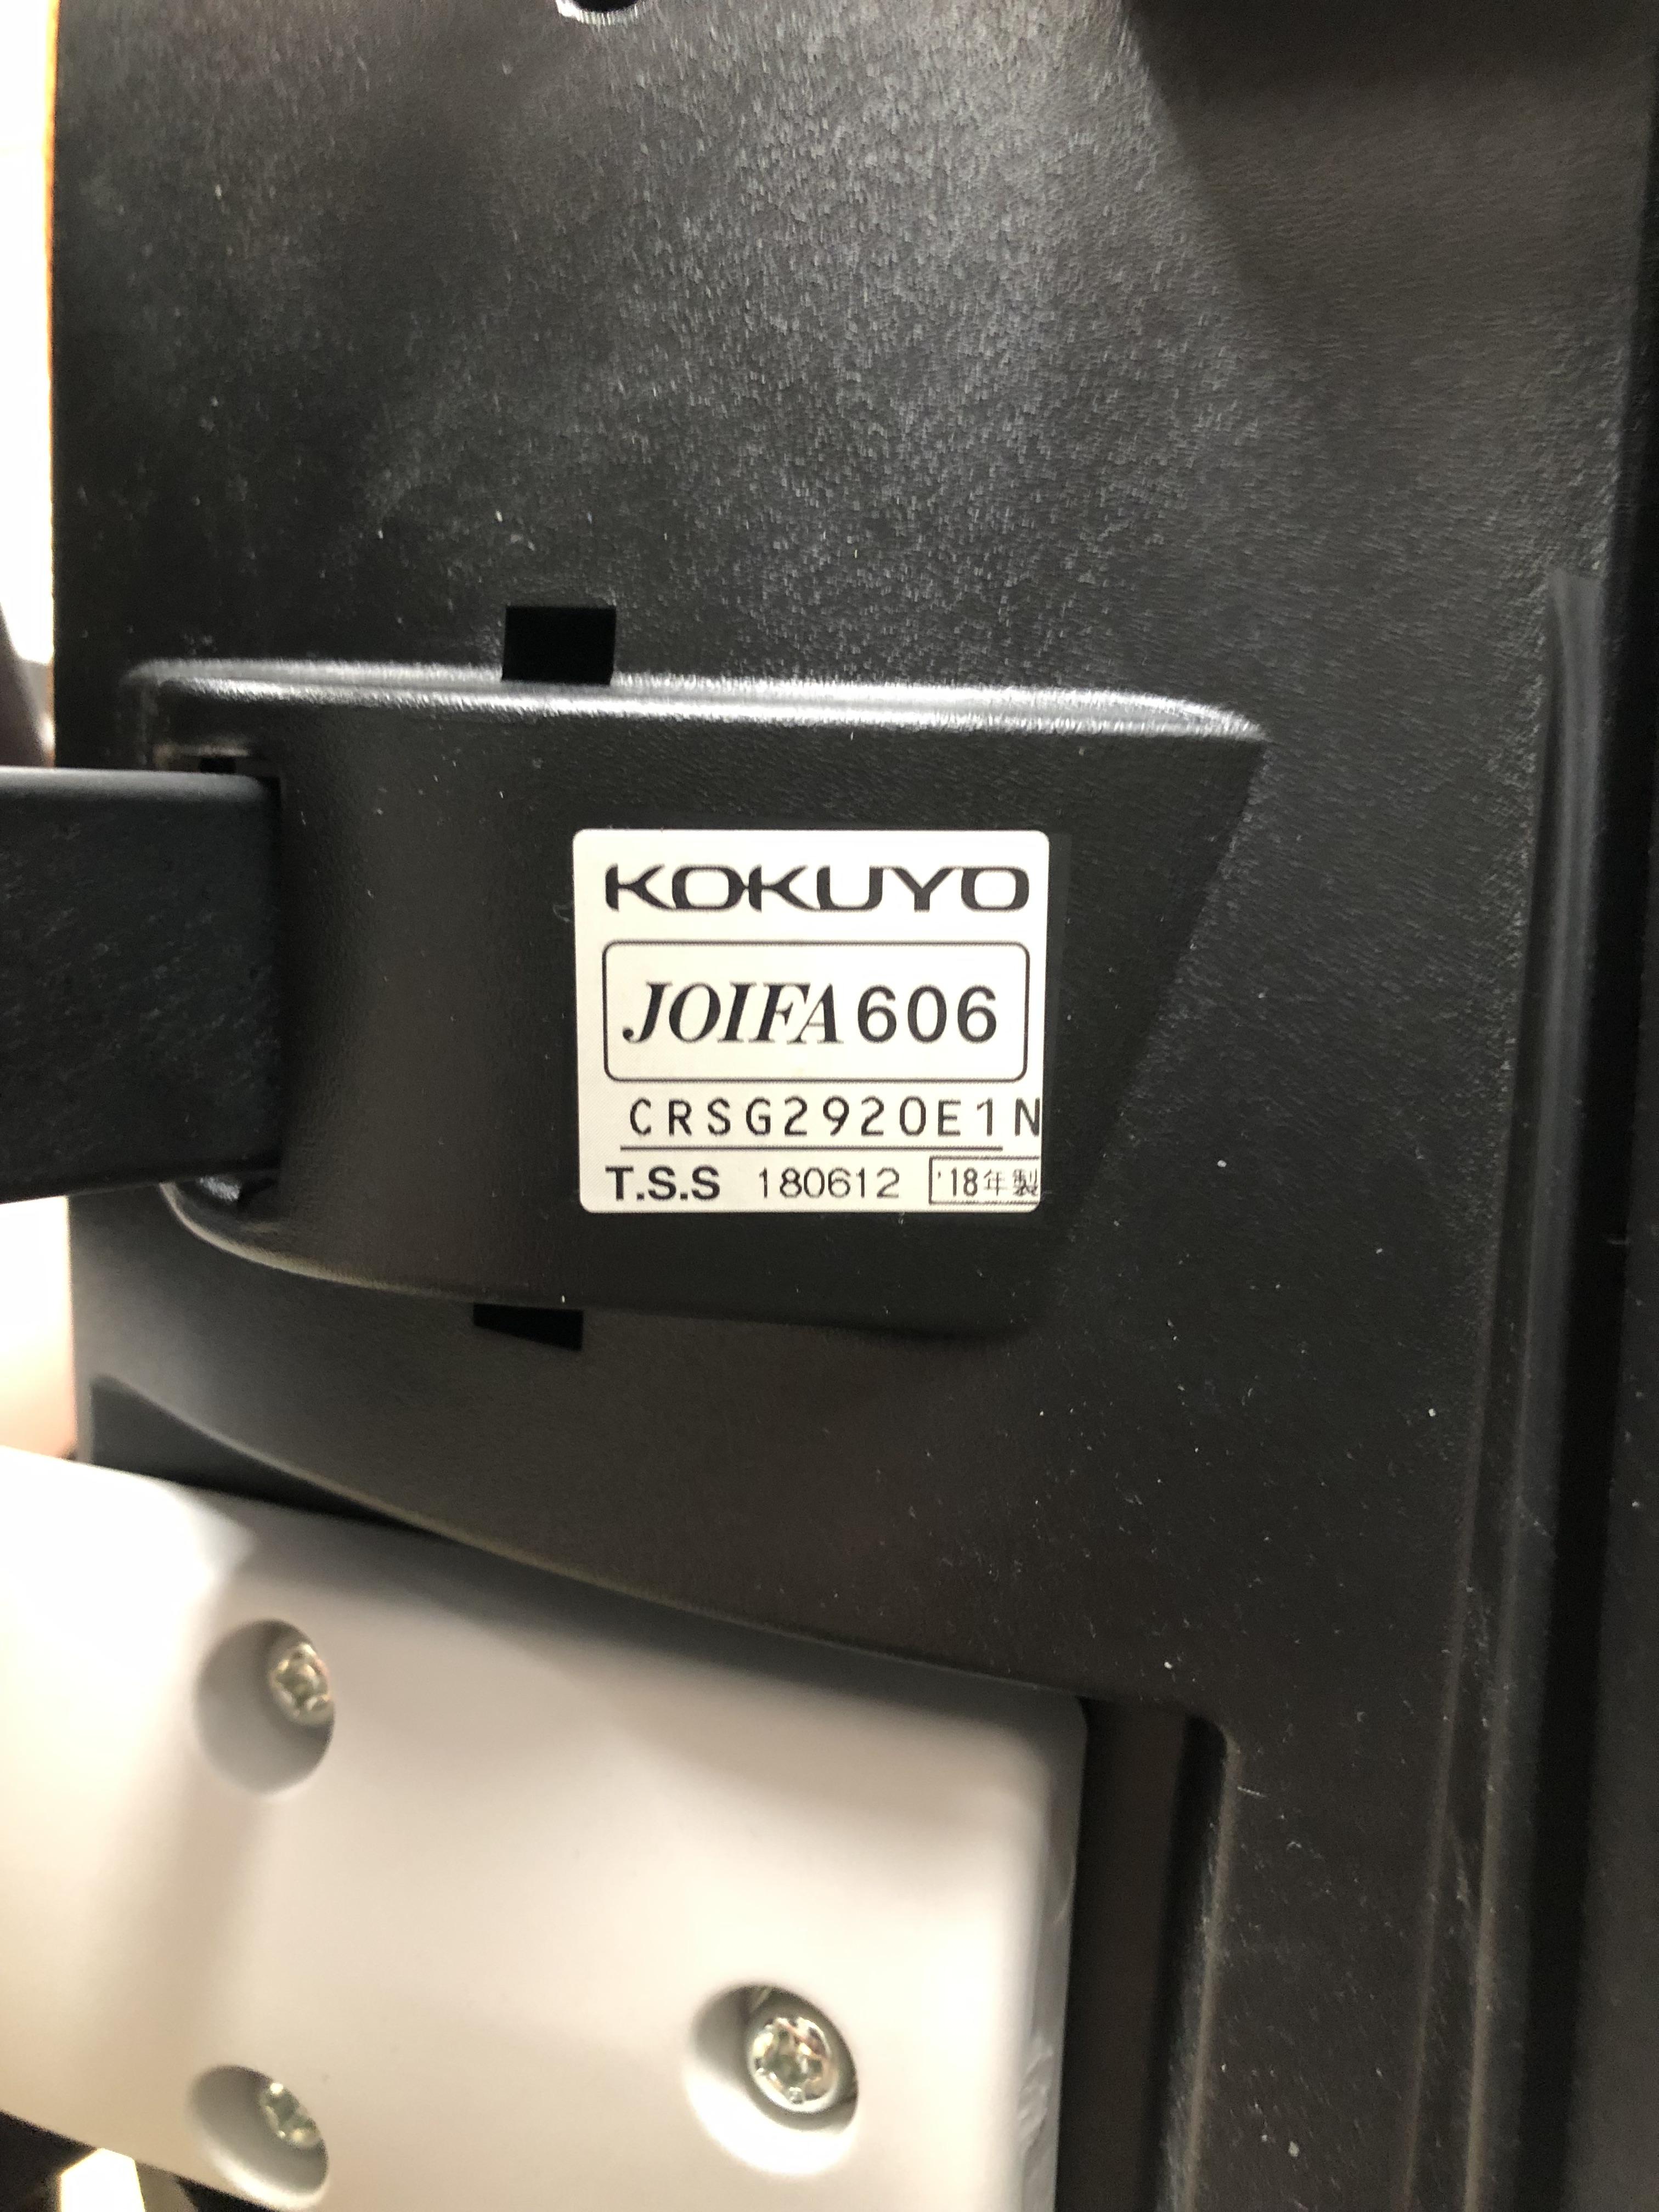 KOKUYO
JOIFA606
CRSG2920E1N
T.S.S 180612 '18年製